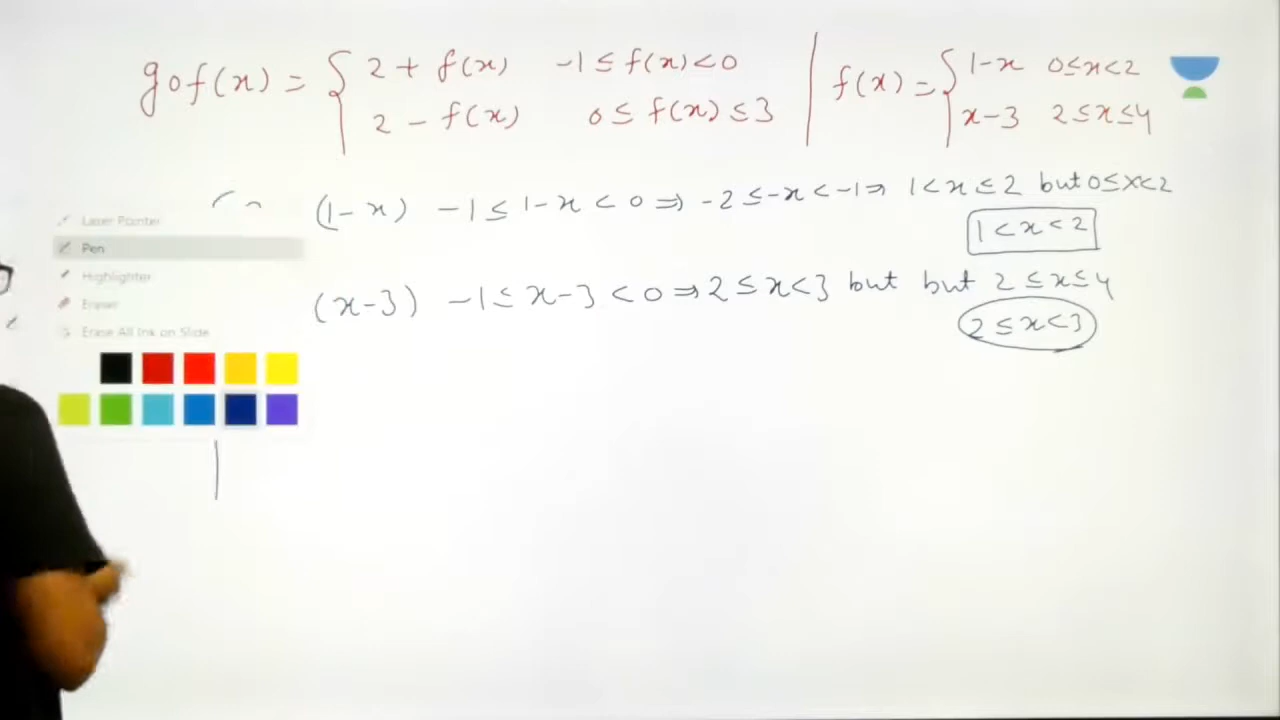 gof(x) = { 2 + f(x)   -1 ≤ f(x) < 0 | f(x) = { 1-x   0≤x<2
2 - f(x)   0 ≤ f(x) ≤ 3   x-3   2≤x≤4
(1-x)   -1 ≤ 1-x < 0 ⇒ -2 ≤ -x < -1 ⇒ 1 < x ≤ 2 but 0≤x<2
Laser Pointer
1 < x < 2
Pen
Highlighter
Eraser
(x-3)   -1 ≤ x-3 < 0 ⇒ 2 ≤ x < 3 but but 2 ≤ x ≤ 4
2 ≤ x < 3
Erase All Ink on Slide